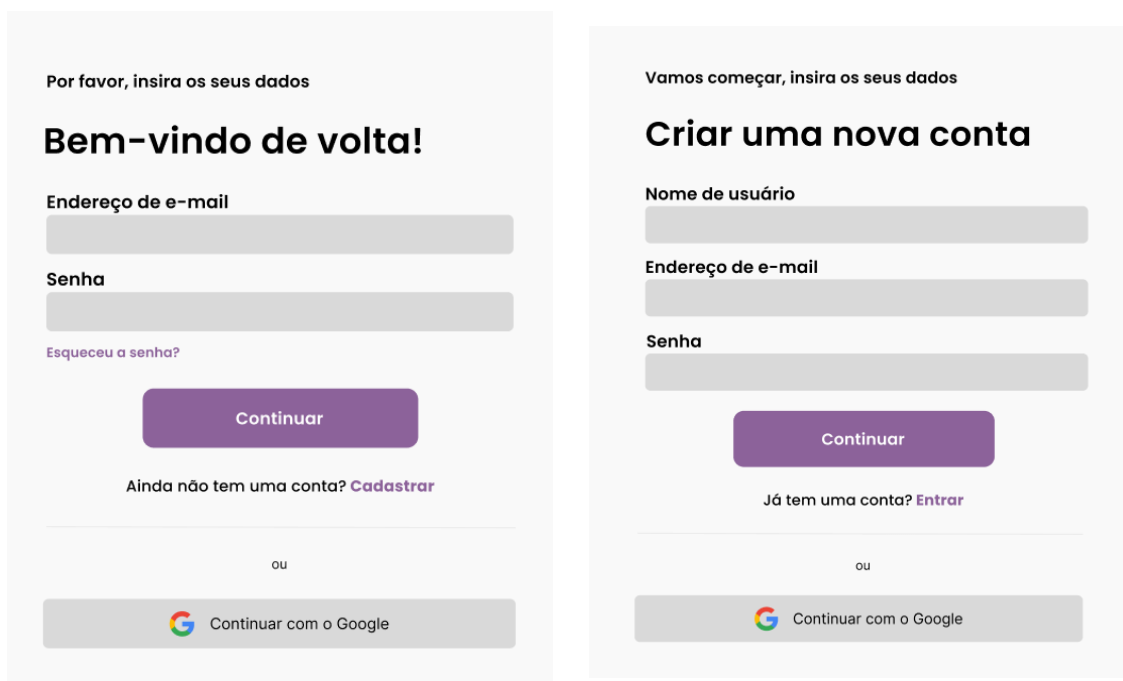 Por favor, insira os seus dados
Bem-vindo de volta!
Endereço de e-mail
Senha
Esqueceu a senha?
Continuar
Ainda não tem uma conta? Cadastrar
ou
Continuar com o Google
Vamos começar, insira os seus dados
Criar uma nova conta
Nome de usuário
Endereço de e-mail
Senha
Continuar
Já tem uma conta? Entrar
ou
Continuar com o Google